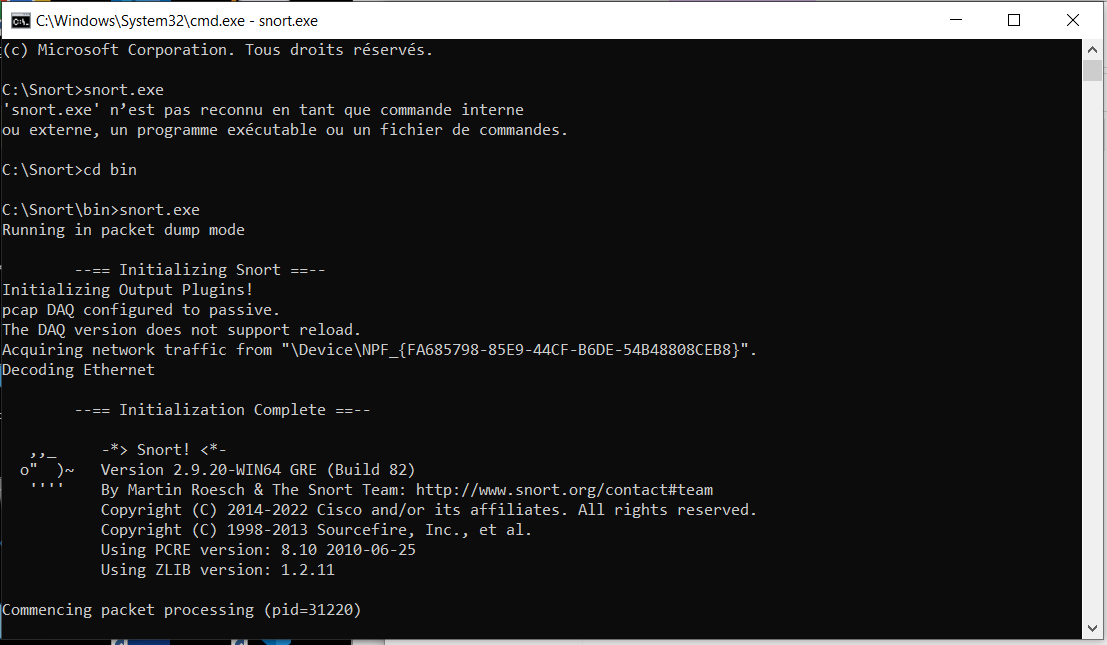 C:\Windows\System32\cmd.exe - snort.exe
(c) Microsoft Corporation. Tous droits réservés.
C:\Snort>snort.exe
'snort.exe' n’est pas reconnu en tant que commande interne
ou externe, un programme exécutable ou un fichier de commandes.
C:\Snort>cd bin
C:\Snort\bin>snort.exe
Running in packet dump mode
--== Initializing Snort ==--
Initializing Output Plugins!
pcap DAQ configured to passive.
The DAQ version does not support reload.
Acquiring network traffic from "\Device\NPF_{FA685798-85E9-44CF-B6DE-54B48808CEB8}".
Decoding Ethernet
--== Initialization Complete ==--
,,_     -*> Snort! <*-
o"  )~   Version 2.9.20-WIN64 GRE (Build 82)
''''    By Martin Roesch & The Snort Team: http://www.snort.org/contact#team
Copyright (C) 2014-2022 Cisco and/or its affiliates. All rights reserved.
Copyright (C) 1998-2013 Sourcefire, Inc., et al.
Using PCRE version: 8.10 2010-06-25
Using ZLIB version: 1.2.11
Commencing packet processing (pid=31220)